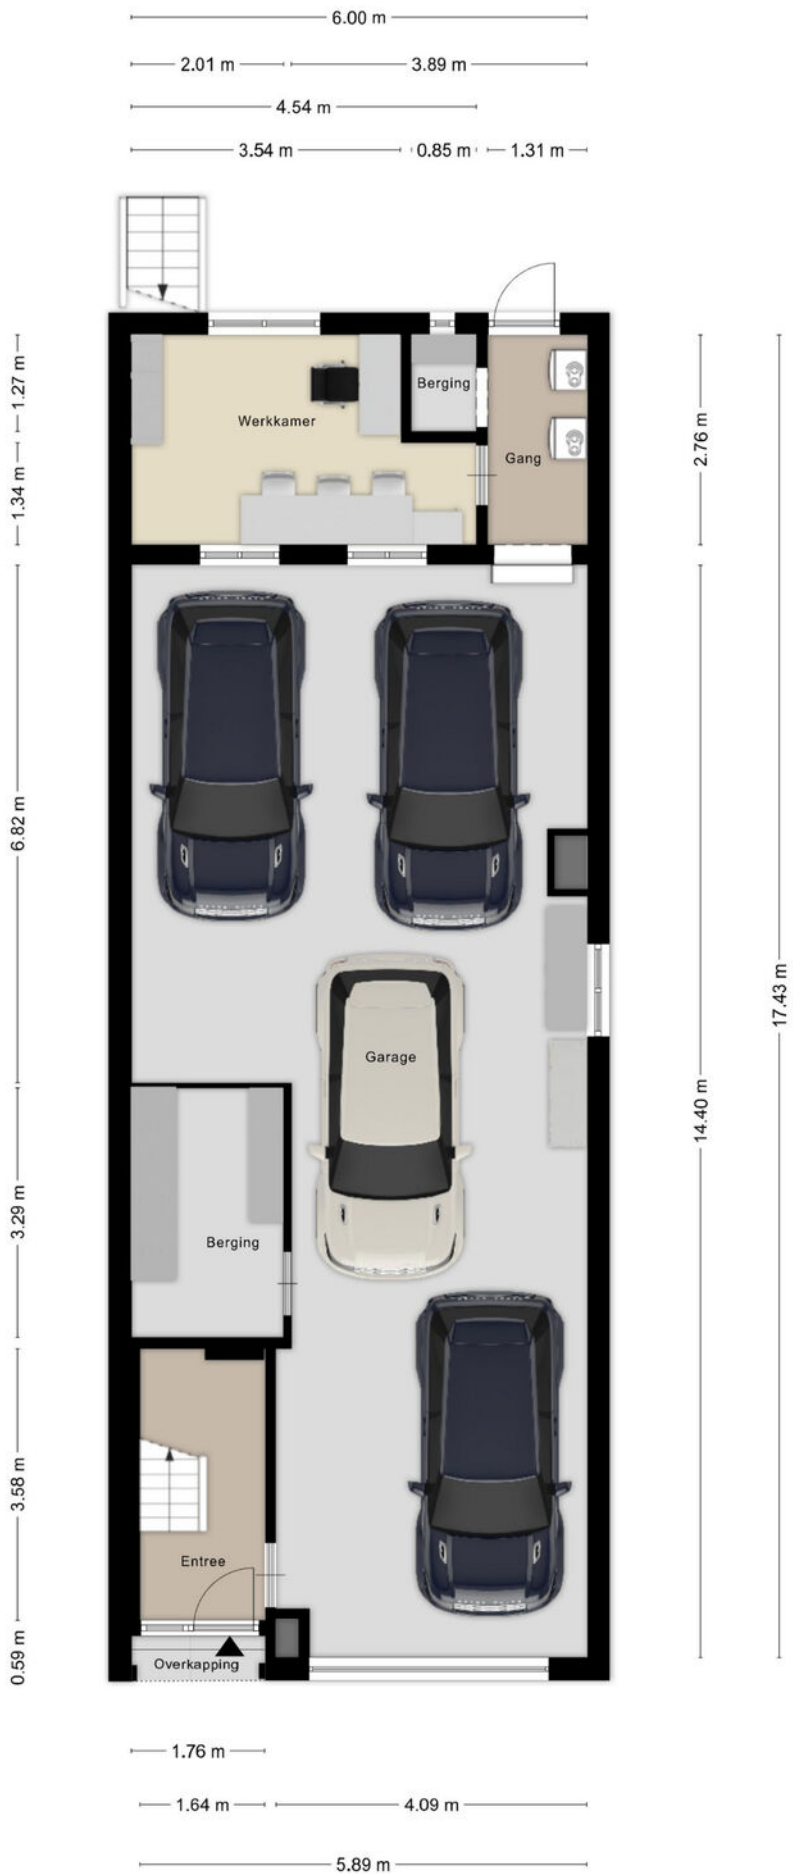 6.00 m
2.01 m
3.89 m
4.54 m
3.54 m
0.85 m
1.31 m
1.27 m
Berging
Werkkamer
2.76 m
Gang
1.34 m
6.82 m
17.43 m
Garage
14.40 m
3.29 m
Berging
3.58 m
Entree
0.59 m
Overkapping
1.76 m
1.64 m
4.09 m
5.89 m